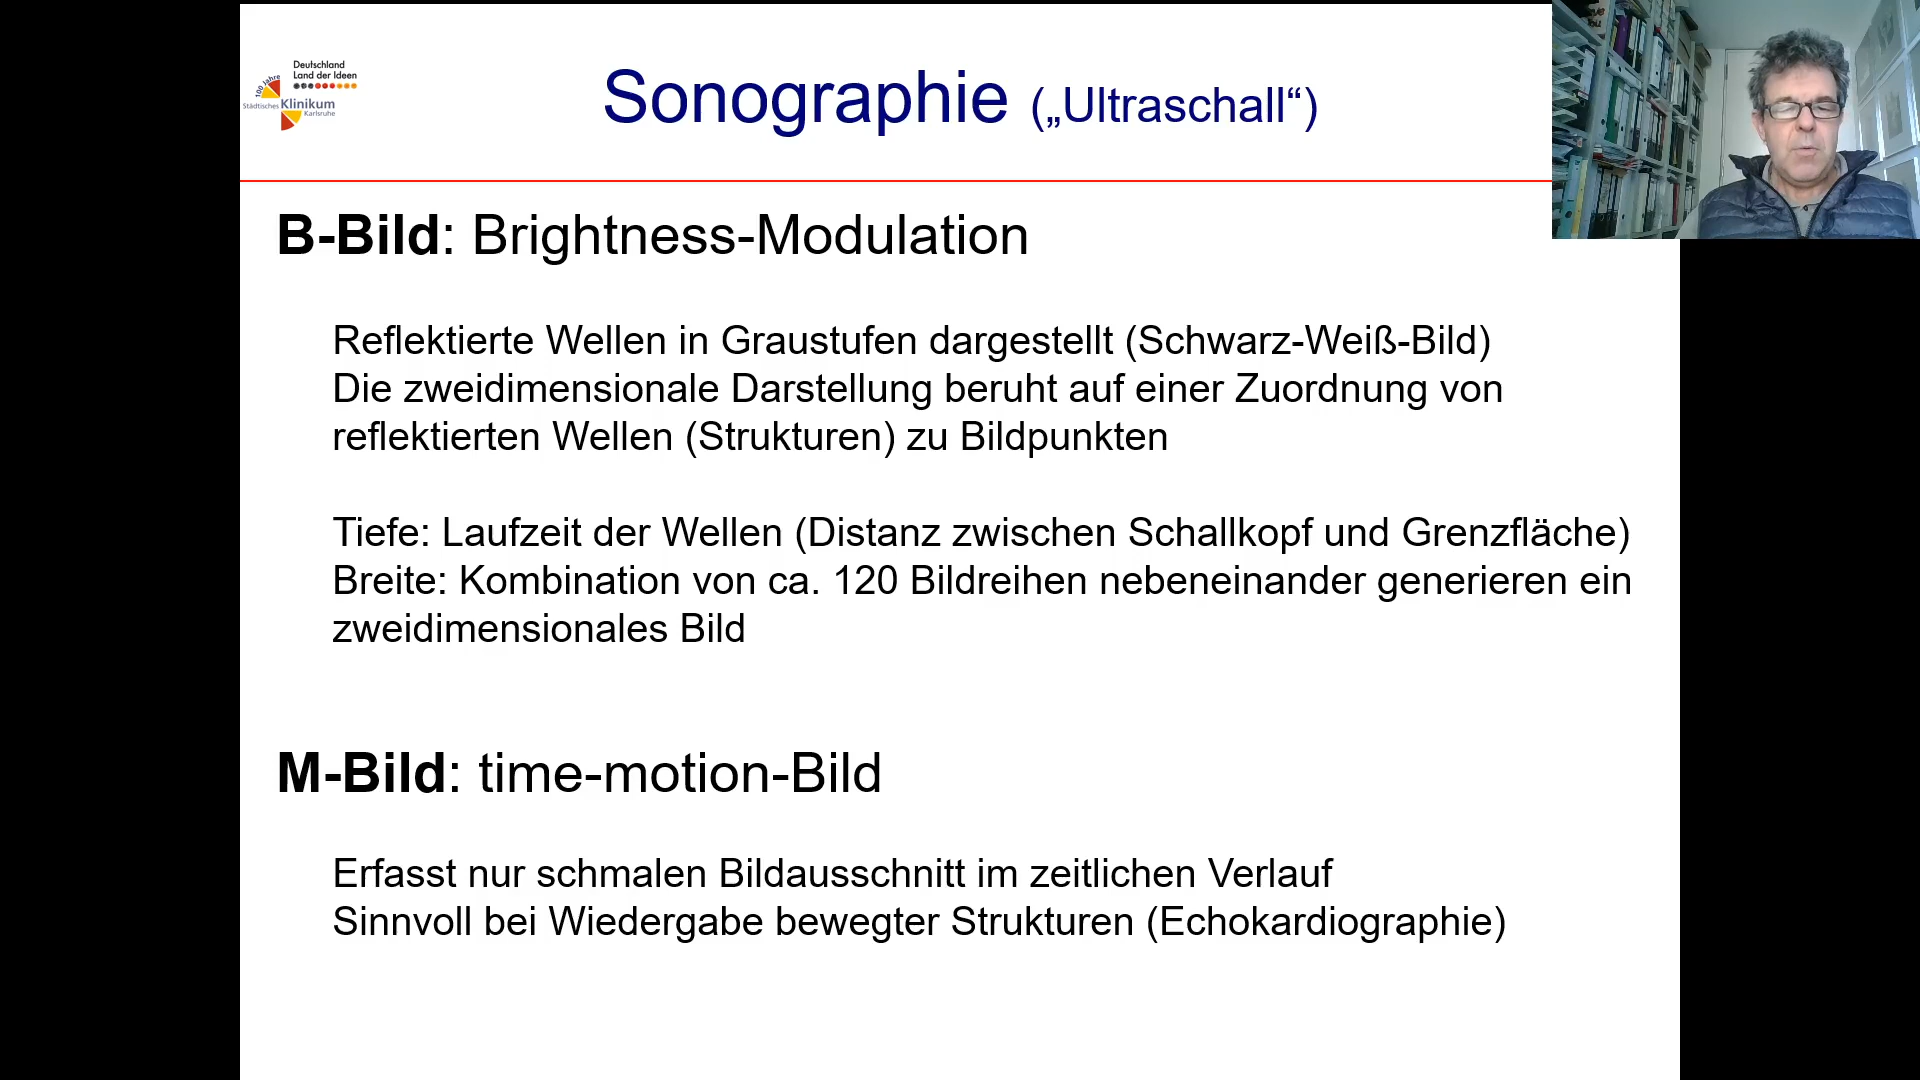 Deutschland
Land der Ideen
100 Jahre
Städtisches Klinikum
Karlsruhe
Sonographie („Ultraschall“)
B-Bild: Brightness-Modulation
Reflektierte Wellen in Graustufen dargestellt (Schwarz-Weiß-Bild)
Die zweidimensionale Darstellung beruht auf einer Zuordnung von
reflektierten Wellen (Strukturen) zu Bildpunkten
Tiefe: Laufzeit der Wellen (Distanz zwischen Schallkopf und Grenzfläche)
Breite: Kombination von ca. 120 Bildreihen nebeneinander generieren ein
zweidimensionales Bild
M-Bild: time-motion-Bild
Erfasst nur schmalen Bildausschnitt im zeitlichen Verlauf
Sinnvoll bei Wiedergabe bewegter Strukturen (Echokardiographie)